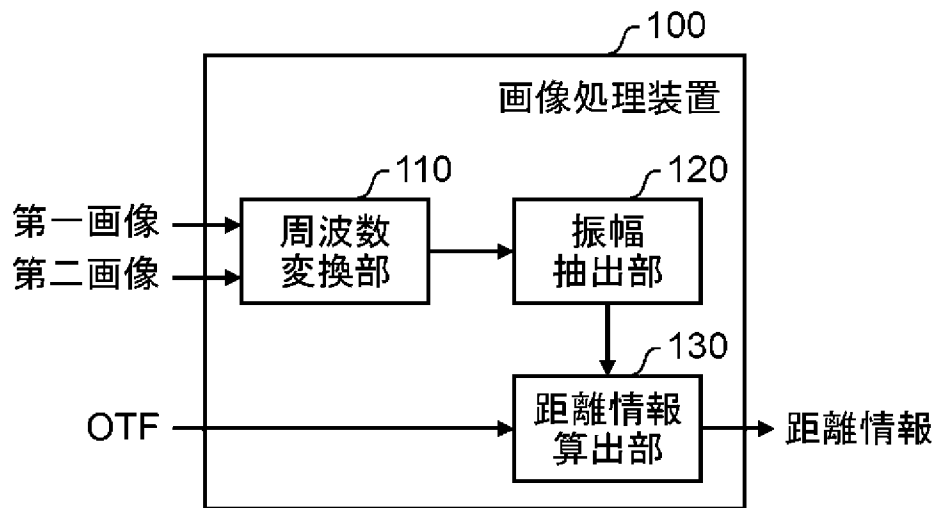 100
画像処理装置
110
120
第一画像
第二画像
周波数
変換部
振幅
抽出部
130
OTF
距離情報
算出部
距離情報